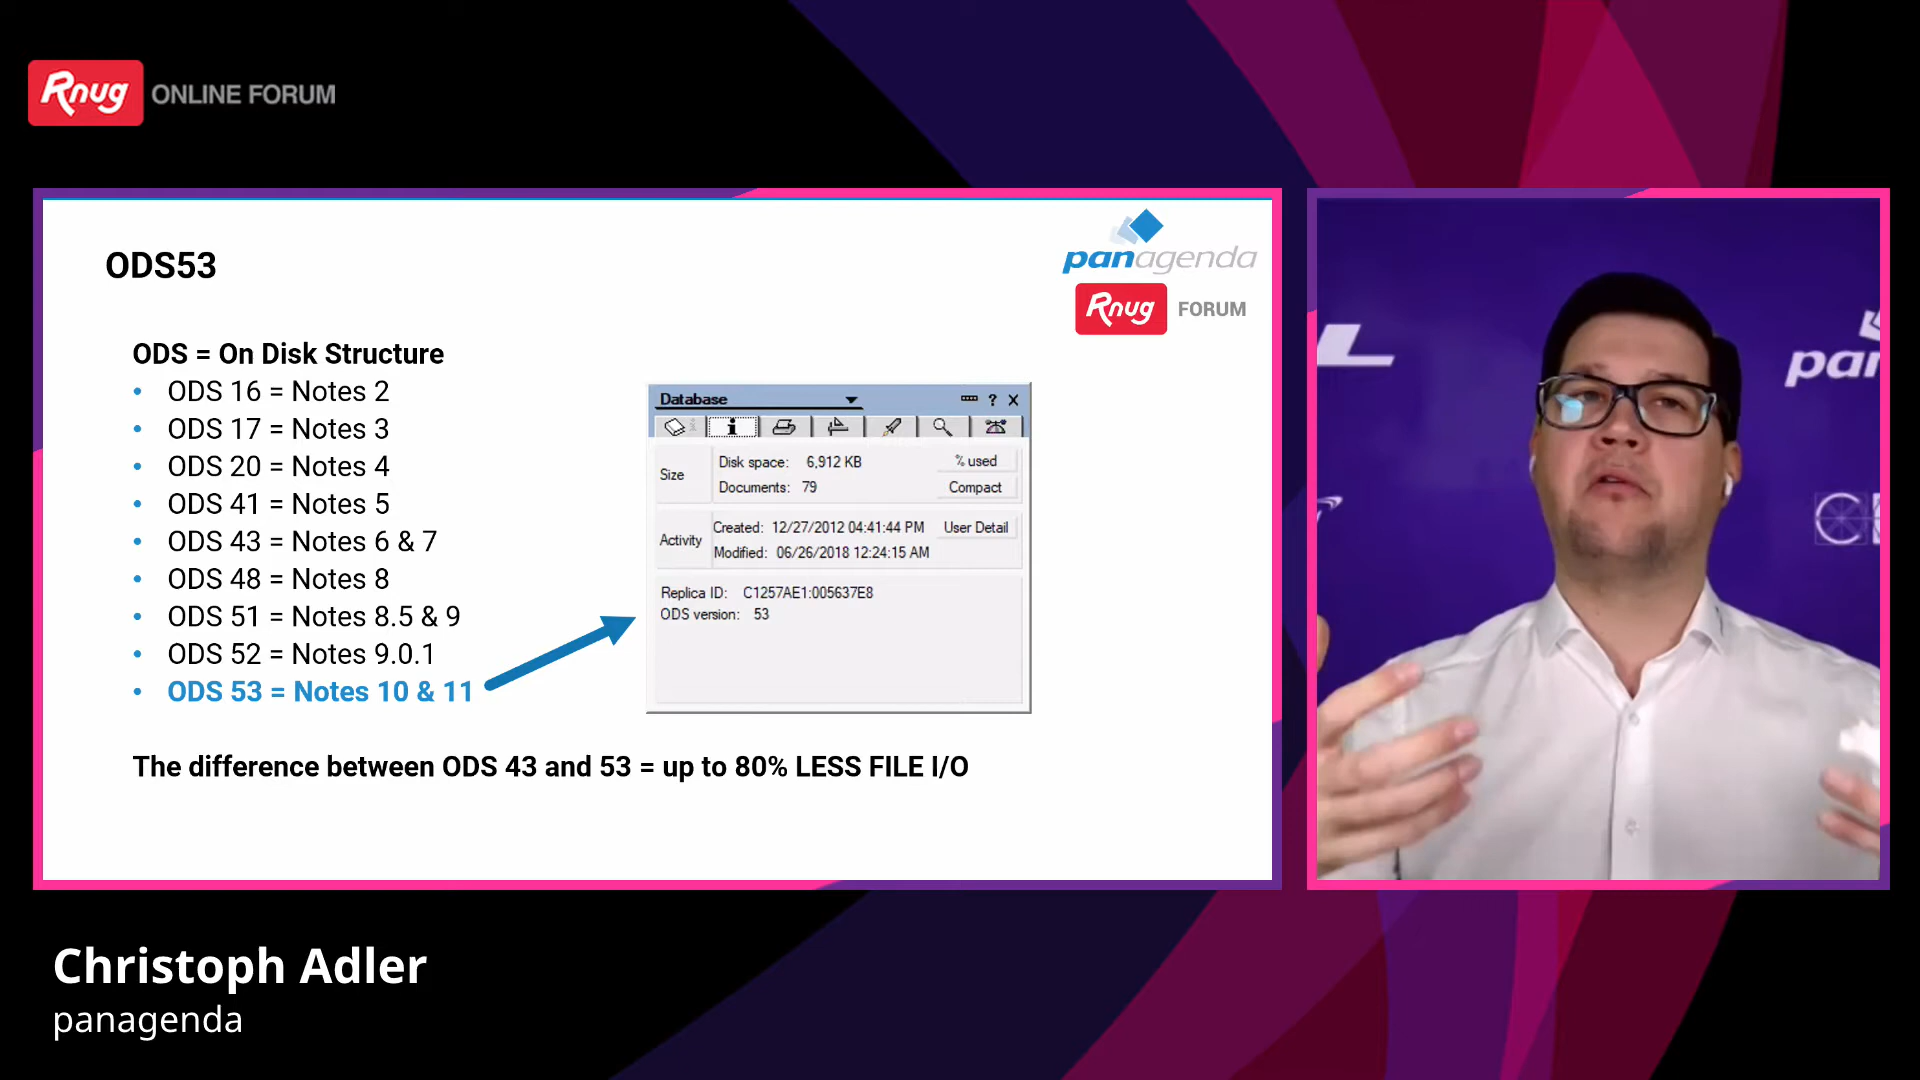 Rnug ONLINE FORUM
ODS53
panagenda
Rnug FORUM
ODS = On Disk Structure
• ODS 16 = Notes 2
• ODS 17 = Notes 3
• ODS 20 = Notes 4
• ODS 41 = Notes 5
• ODS 43 = Notes 6 & 7
• ODS 48 = Notes 8
• ODS 51 = Notes 8.5 & 9
• ODS 52 = Notes 9.0.1
• ODS 53 = Notes 10 & 11
Database ? X
i
Size
Disk space: 6,912 KB % used
Documents: 79 Compact
Activity
Created: 12/27/2012 04:41:44 PM User Detail
Modified: 06/26/2018 12:24:15 AM
Replica ID: C1257AE1:005637E8
ODS version: 53
The difference between ODS 43 and 53 = up to 80% LESS FILE I/O
L
pan
Christoph Adler
panagenda